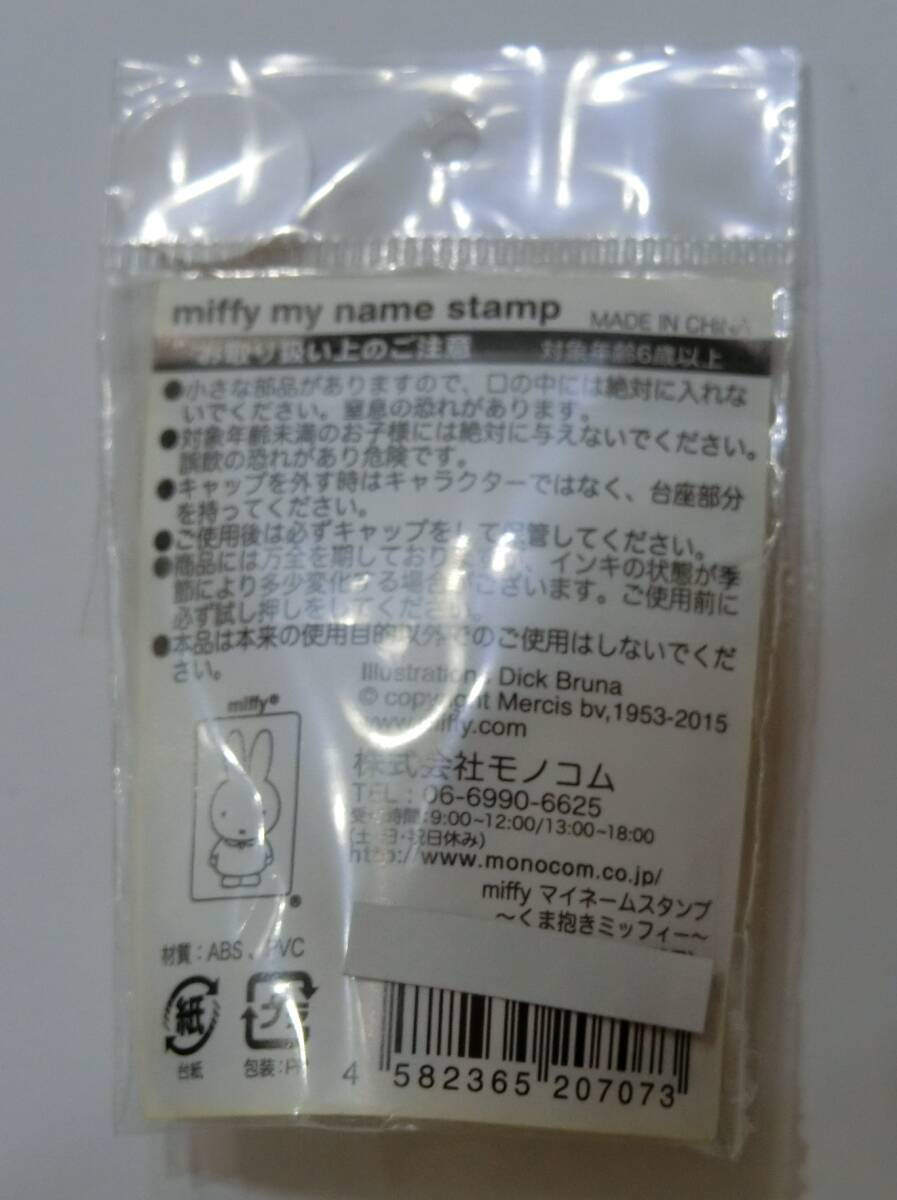 miffy my name stamp MADE IN
お取り扱い上のご注意 対象年齢6歳以上
●小さな部品がありますので、口の中には絶対に入れな
いでください。窒息の恐れがあります。
●対象年齢未満のお子様には絶対に与えないでください。
誤飲の恐れがあり危険です。
●キャップを外す時はキャラクターではなく、台座部分
を持ってください。
●ご使用後は必ずキャップをして保管してください。
●商品には万全を期しており インキの状態が季
節により多少変化する場合がございます。ご使用前に
必ず試し押しをしてください。
●本品は本来の使用目的以外でのご使用はしないでくだ
さい。
Illustrations Dick Bruna
© copyright Mercis bv,1953-2015
www.miffy.com
miffy®
®
株式会社モノコム
TEL : 06-6990-6625
受付時間:9:00~12:00/13:00~18:00
(土・日・祝日休み)
http://www.monocom.co.jp/
miffy マイネームスタンプ
～くま抱きミッフィー～
材質:ABS、PVC
紙
台紙
プラ
包装:PP
4 582365 207073